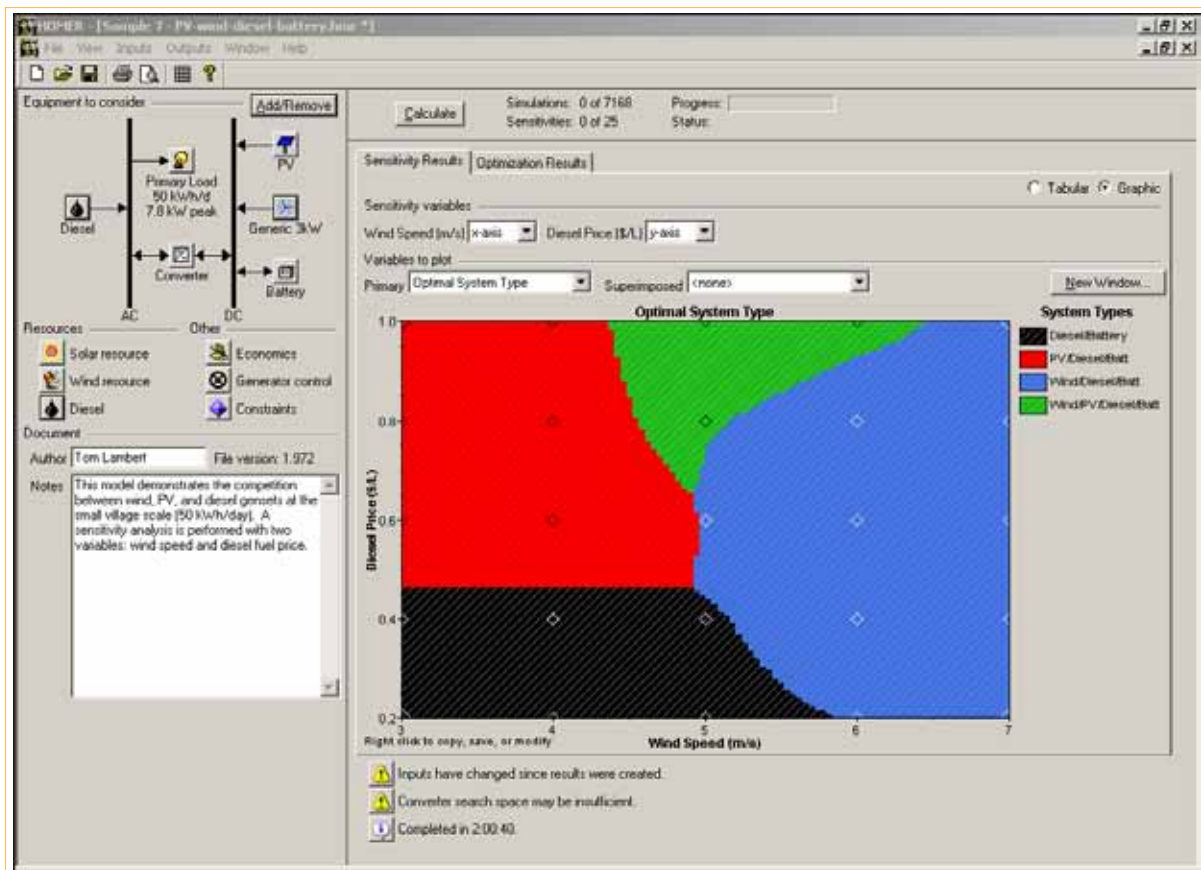 HOMER - [Sample 7 - PV-wind-diesel-battery.hmr *]
File View Inputs Outputs Window Help
Equipment to consider
Add/Remove
Primary Load
50 kWh/d
7.8 kW peak
PV
Diesel
Generic 3kW
Converter
Battery
AC
DC
Resources
Other
Solar resource
Economics
Wind resource
Generator control
Diesel
Constraints
Document
Author
Tom Lambert
File version: 1.972
Notes
This model demonstrates the competition
between wind, PV, and diesel gensets at the
small village scale (50 kWh/day). A
sensitivity analysis is performed with two
variables: wind speed and diesel fuel price.
Calculate
Simulations: 0 of 7168
Progress:
Sensitivities: 0 of 25
Status:
Sensitivity Results
Optimization Results
Tabular
Graphic
Sensitivity variables
Wind Speed (m/s) x-axis
Diesel Price ($/L) y-axis
Variables to plot
Primary Optimal System Type
Superimposed <none>
New Window...
Optimal System Type
System Types
Diesel/Battery
PV/Diesel/Batt
Wind/Diesel/Batt
Wind/PV/Diesel/Batt
1.0
0.8
0.6
0.4
0.2
Diesel Price ($/L)
3 4 5 6 7
Wind Speed (m/s)
Right click to copy, save, or modify
Inputs have changed since results were created.
Converter search space may be insufficient.
Completed in 2:00:40.